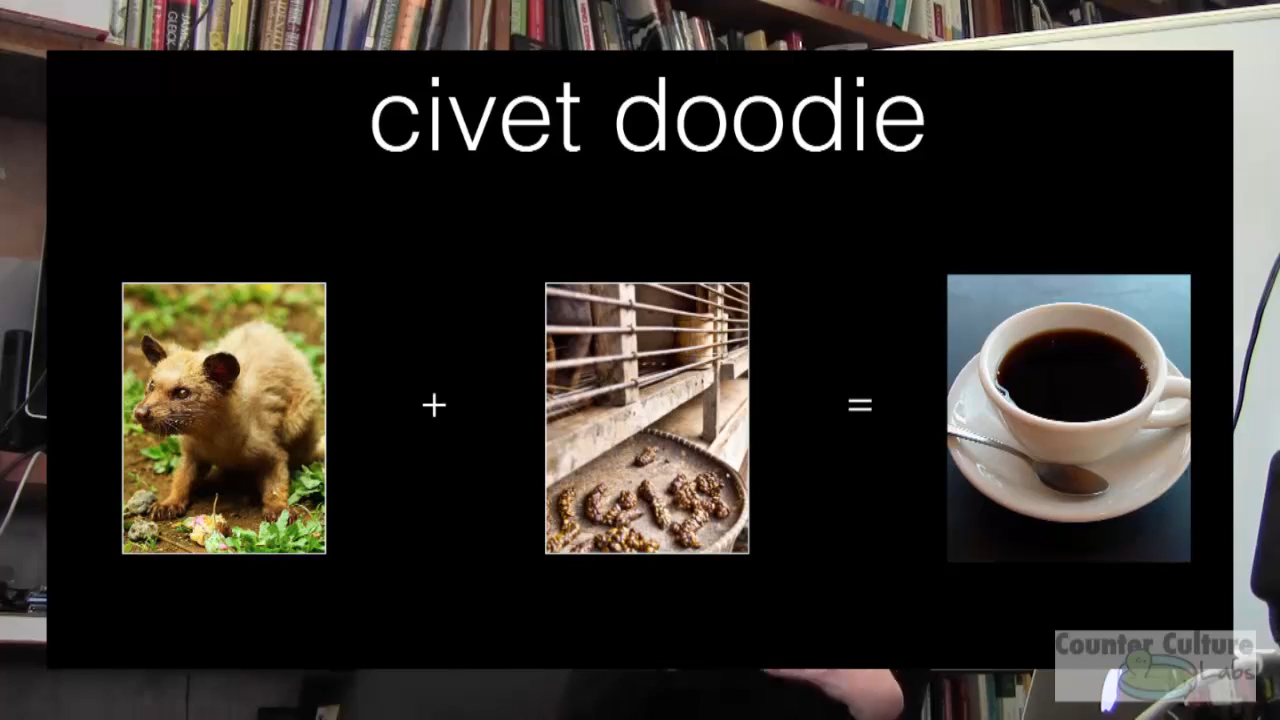 civet doodie
+
=
Counter Culture
Labs